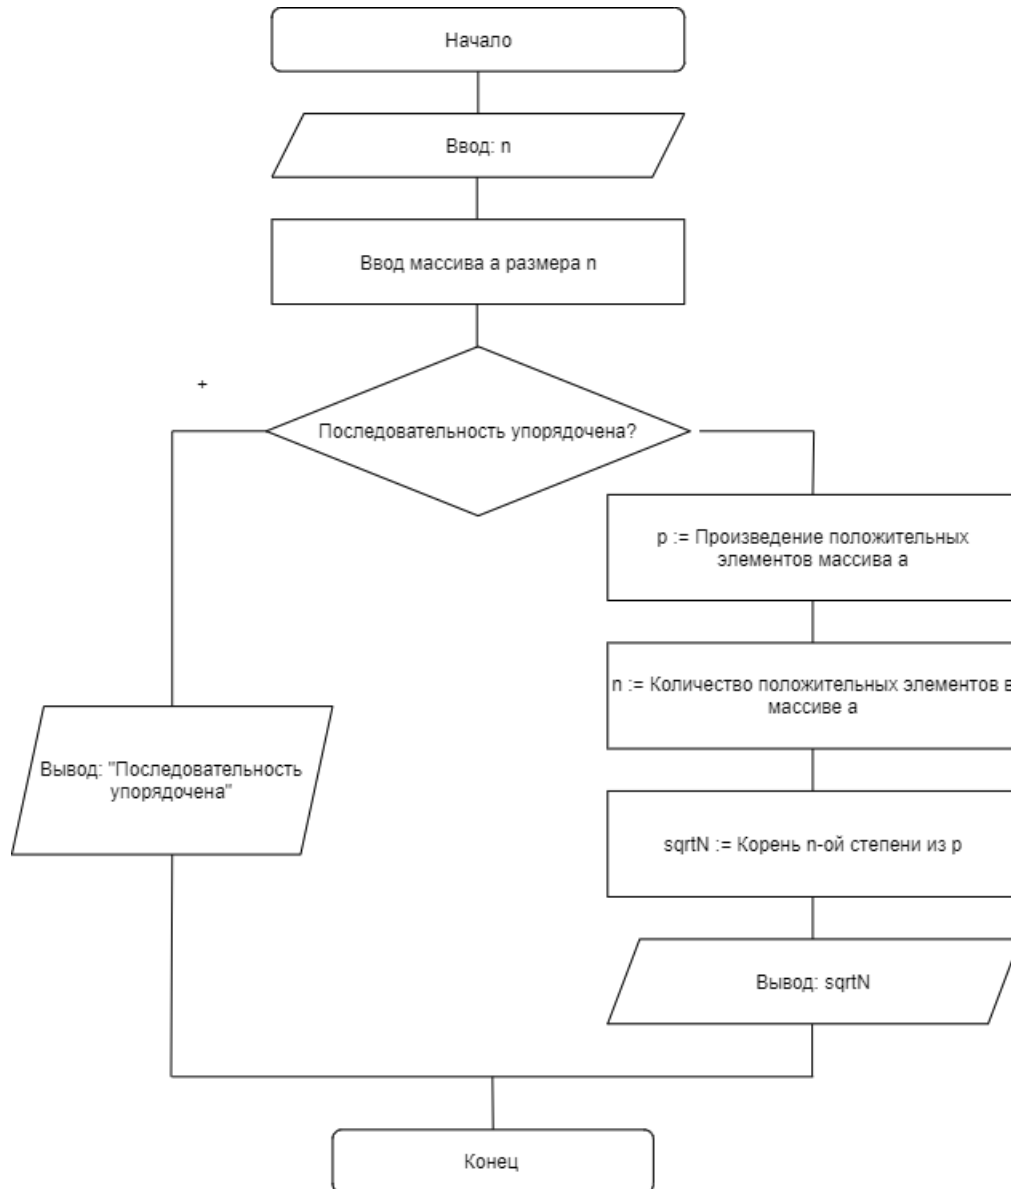 Начало
Ввод: n
Ввод массива a размера n
+
Последовательность упорядочена?
p := Произведение положительных
элементов массива a
n := Количество положительных элементов в
массиве a
Вывод: "Последовательность
упорядочена"
sqrtN := Корень n-ой степени из p
Вывод: sqrtN
Конец